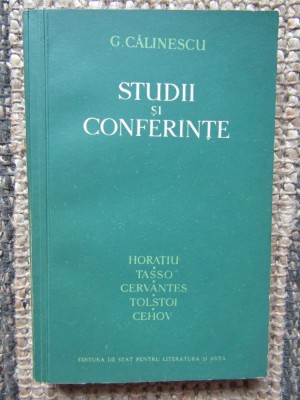 G. CĂLINESCU
STUDII
ȘI
CONFERINȚE
HORAȚIU
TASSO
CERVANTES
TOLSTOI
CEHOV
EDITURA DE STAT PENTRU LITERATURĂ ȘI ARTĂ